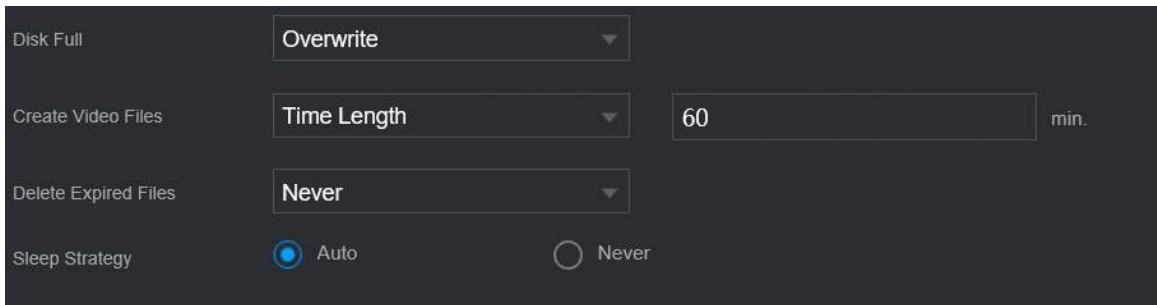 Disk Full Overwrite
Create Video Files Time Length 60 min.
Delete Expired Files Never
Sleep Strategy Auto Never